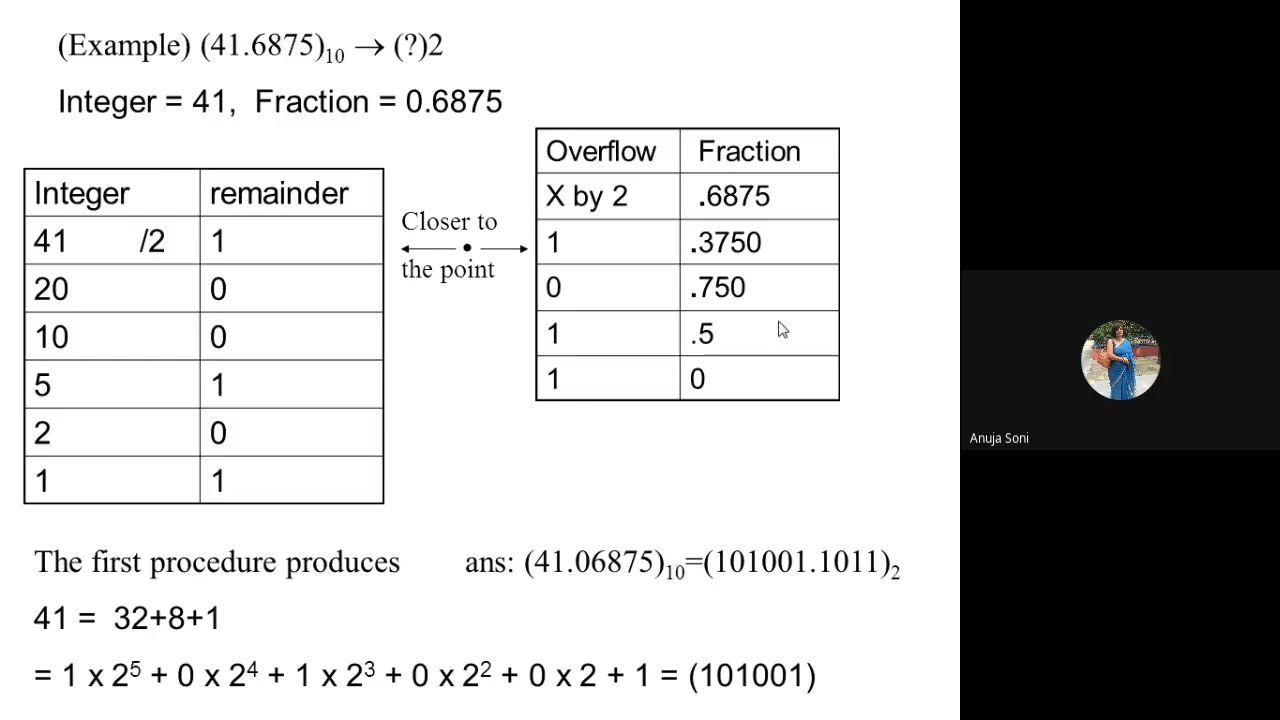 (Example) (41.6875)10 → (?)2
Integer = 41, Fraction = 0.6875
Integer remainder
41 /2 1
20 0
10 0
5 1
2 0
1 1
Closer to
the point
Overflow Fraction
X by 2 .6875
1 .3750
0 .750
1 .5
1 0
The first procedure produces ans: (41.06875)10=(101001.1011)2
41 = 32+8+1
= 1 x 2⁵ + 0 x 2⁴ + 1 x 2³ + 0 x 2² + 0 x 2 + 1 = (101001)
Anuja Soni